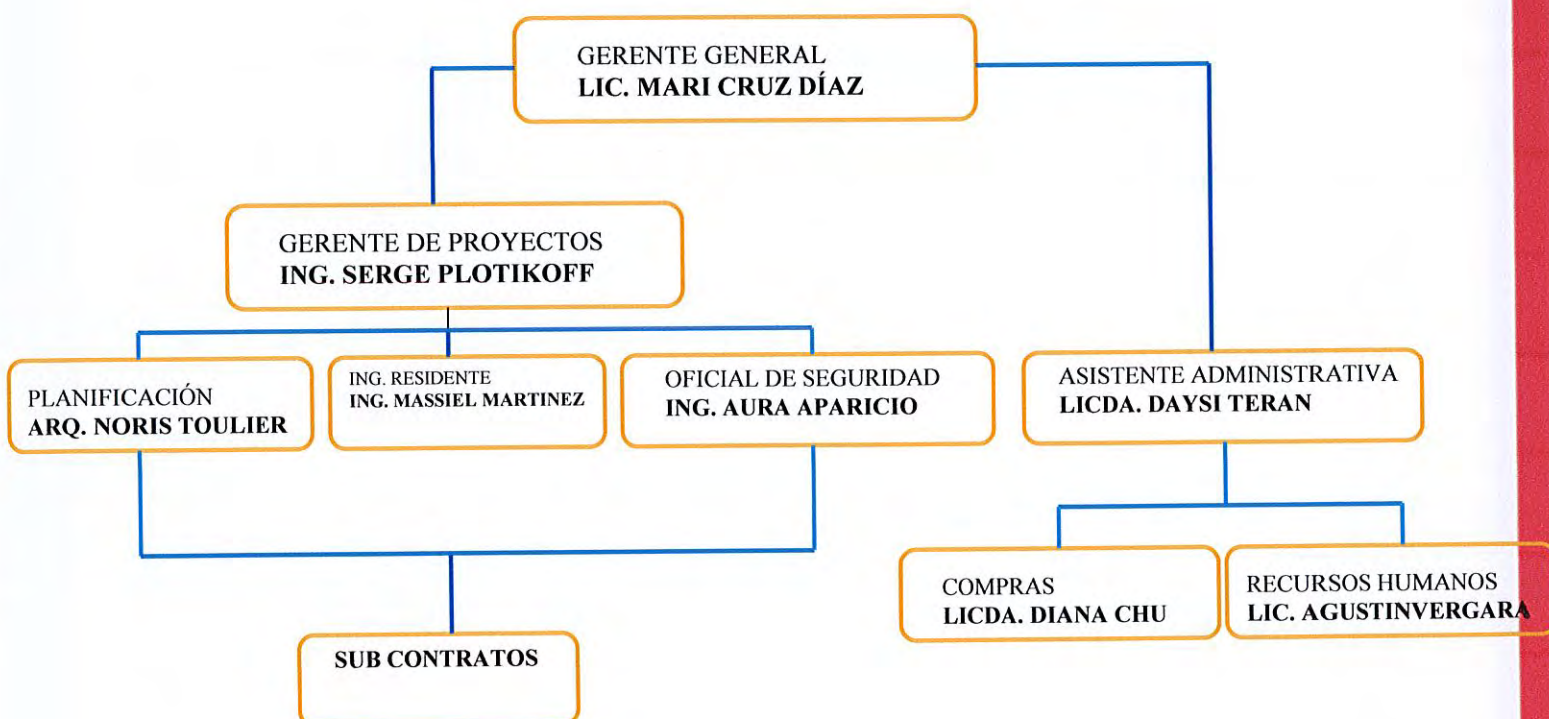 GERENTE GENERAL
LIC. MARI CRUZ DÍAZ
GERENTE DE PROYECTOS
ING. SERGE PLOTIKOFF
PLANIFICACIÓN
ARQ. NORIS TOULIER
ING. RESIDENTE
ING. MASSIEL MARTINEZ
OFICIAL DE SEGURIDAD
ING. AURA APARICIO
ASISTENTE ADMINISTRATIVA
LICDA. DAYSI TERAN
COMPRAS
LICDA. DIANA CHU
RECURSOS HUMANOS
LIC. AGUSTINVERGARA
SUB CONTRATOS